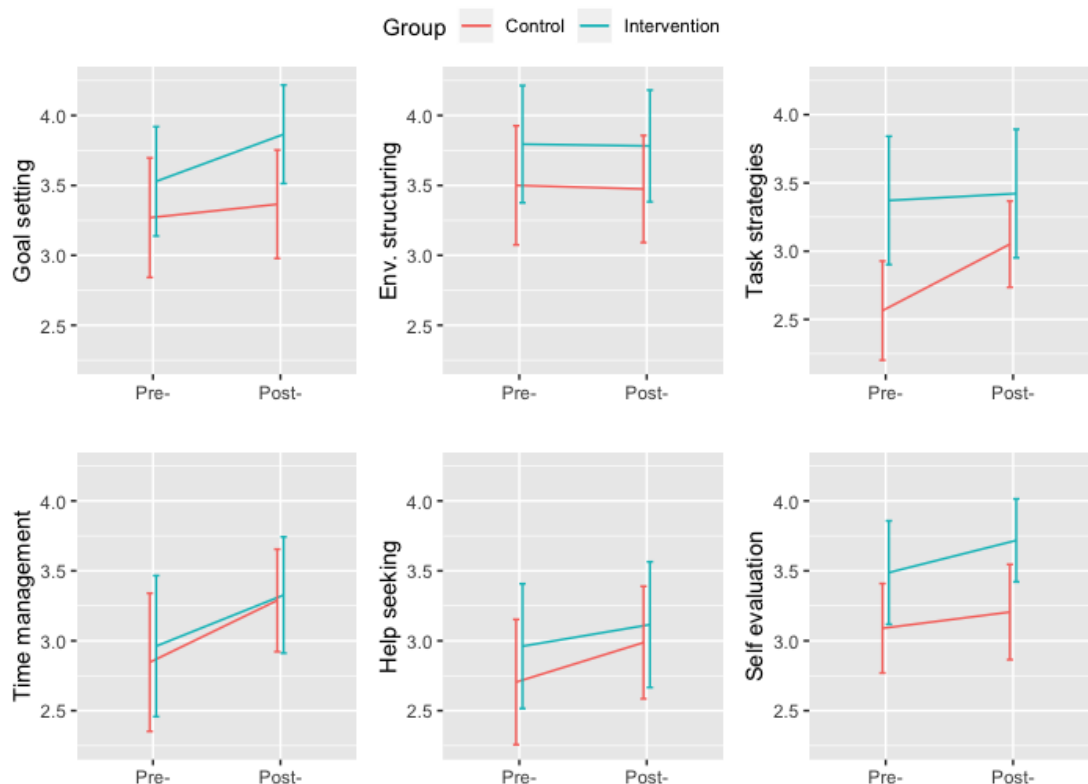 Group Control Intervention
Goal setting
4.0
3.5
3.0
2.5
Pre- Post-
Env. structuring
4.0
3.5
3.0
2.5
Pre- Post-
Task strategies
4.0
3.5
3.0
2.5
Pre- Post-
Time management
4.0
3.5
3.0
2.5
Pre- Post-
Help seeking
4.0
3.5
3.0
2.5
Pre- Post-
Self evaluation
4.0
3.5
3.0
2.5
Pre- Post-